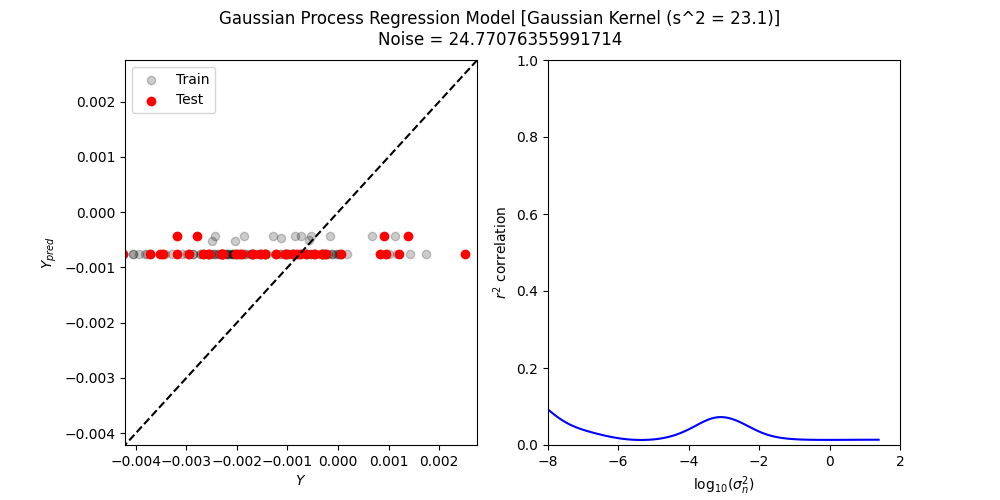 Gaussian Process Regression Model [Gaussian Kernel (s^2 = 23.1)]
Noise = 24.77076355991714
Train
Test
0.002
0.001
0.000
−0.001
−0.002
−0.003
−0.004
Y_pred
−0.004 −0.003 −0.002 −0.001 0.000 0.001 0.002
Y
1.0
0.8
0.6
0.4
0.2
0.0
r² correlation
−8 −6 −4 −2 0 2
log₁₀(σₙ²)